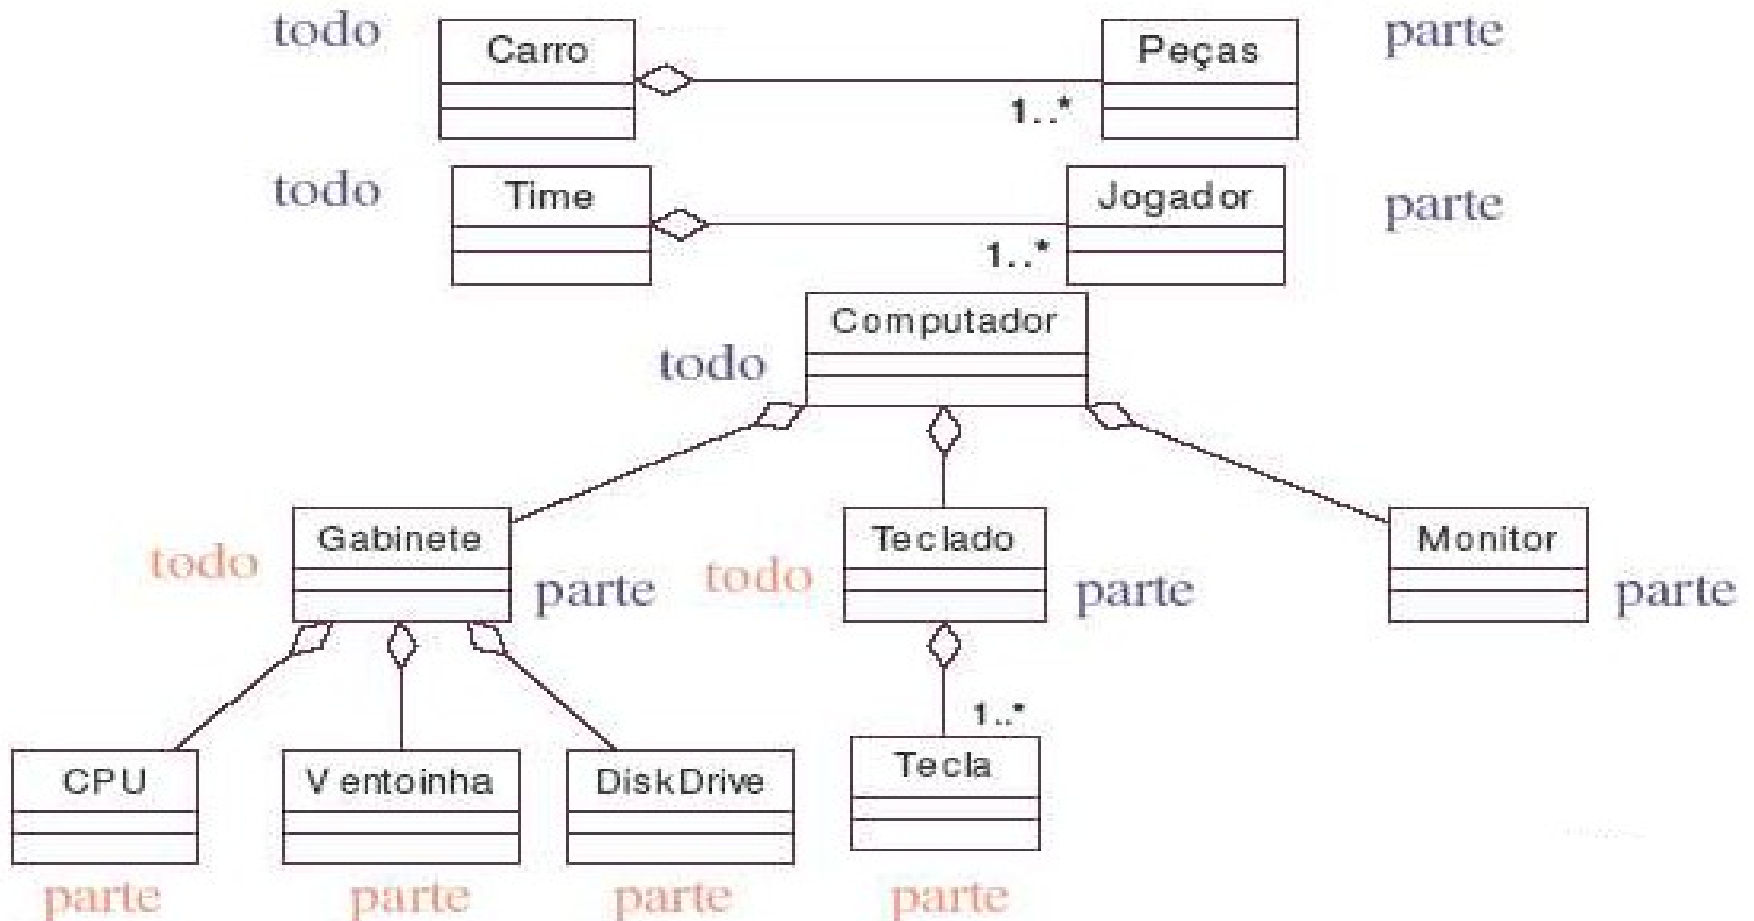 todo Carro Peças parte
1..*
todo Time Jogador parte
1..*
Computador
todo
Gabinete Teclado Monitor
todo parte todo parte parte
1..*
CPU Ventoinha DiskDrive Tecla
parte parte parte parte